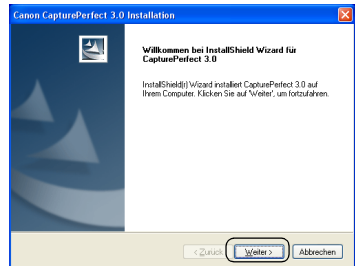 Canon CapturePerfect 3.0 Installation
Willkommen bei InstallShield Wizard für
CapturePerfect 3.0
InstallShield(r) Wizard installiert CapturePerfect 3.0 auf
Ihrem Computer. Klicken Sie auf 'Weiter', um fortzufahren.
< Zurück Weiter > Abbrechen